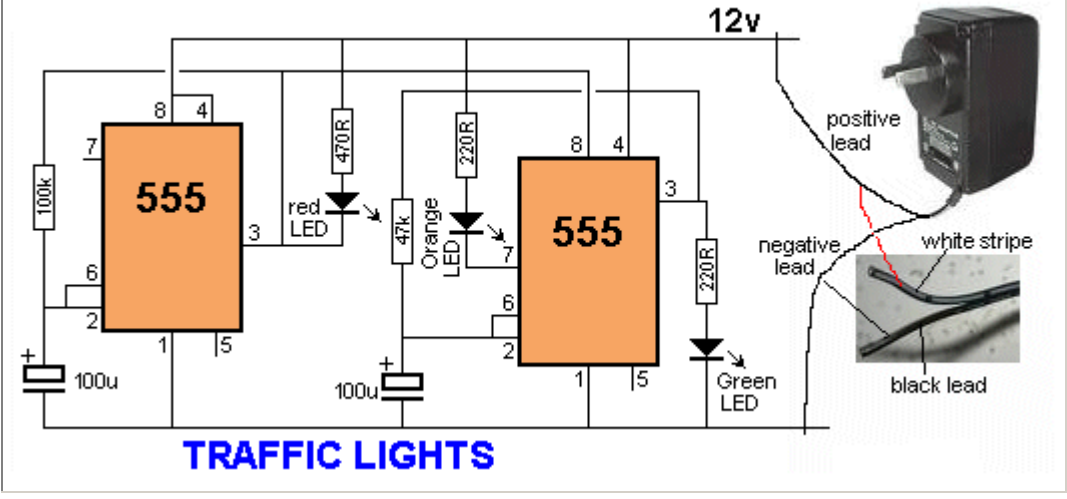 12v
8
4
7
555
3
6
2
1
5
100k
+
100u
470R
red
LED
220R
Orange
LED
47k
8
4
3
555
7
6
2
1
5
+
100u
220R
Green
LED
positive
lead
negative
lead
white stripe
black lead
TRAFFIC LIGHTS